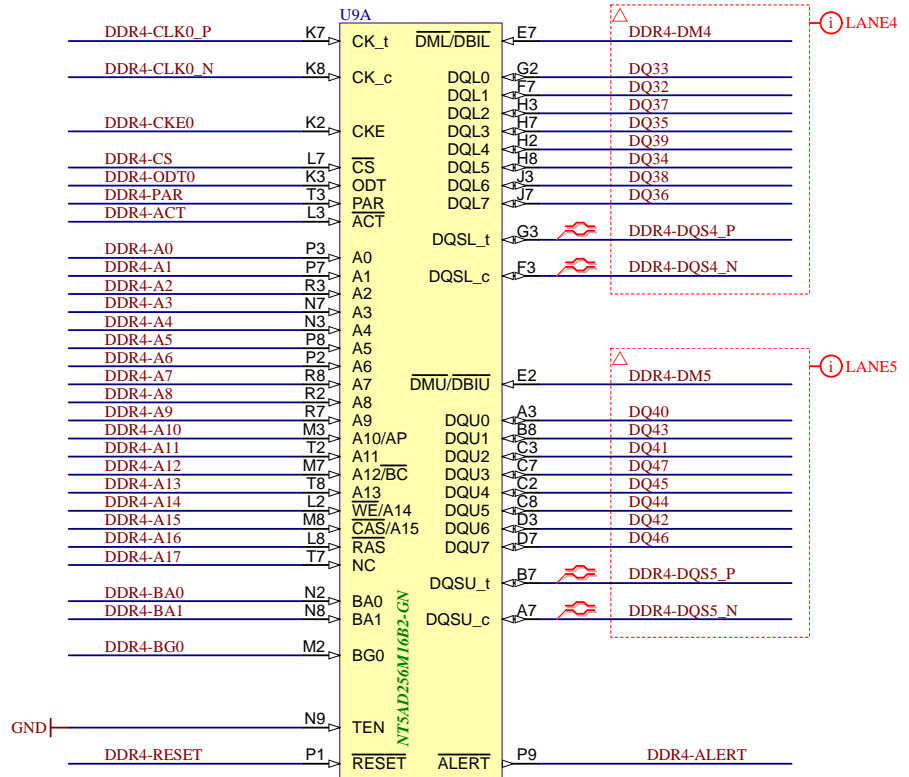 U9A
DDR4-CLK0_P K7 CK_t DML/DBIL E7 DDR4-DM4 i LANE4
DDR4-CLK0_N K8 CK_c DQL0 G2 DQ33
DQL1 F7 DQ32
DQL2 H3 DQ37
DDR4-CKE0 K2 CKE DQL3 H7 DQ35
DQL4 H2 DQ39
DDR4-CS L7 CS DQL5 H8 DQ34
DDR4-ODT0 K3 ODT DQL6 J3 DQ38
DDR4-PAR T3 PAR DQL7 J7 DQ36
DDR4-ACT L3 ACT
DQSL_t G3 DDR4-DQS4_P
DDR4-A0 P3 A0
DDR4-A1 P7 A1 DQSL_c F3 DDR4-DQS4_N
DDR4-A2 R3 A2
DDR4-A3 N7 A3
DDR4-A4 N3 A4
DDR4-A5 P8 A5
DDR4-A6 P2 A6 i LANE5
DDR4-A7 R8 A7 DMU/DBIU E2 DDR4-DM5
DDR4-A8 R2 A8
DDR4-A9 R7 A9 DQU0 A3 DQ40
DDR4-A10 M3 A10/AP DQU1 B8 DQ43
DDR4-A11 T2 A11 DQU2 C3 DQ41
DDR4-A12 M7 A12/BC DQU3 C7 DQ47
DDR4-A13 T8 A13 DQU4 C2 DQ45
DDR4-A14 L2 WE/A14 DQU5 C8 DQ44
DDR4-A15 M8 CAS/A15 DQU6 D3 DQ42
DDR4-A16 L8 RAS DQU7 D7 DQ46
DDR4-A17 T7 NC
DQSU_t B7 DDR4-DQS5_P
DDR4-BA0 N2 BA0
DDR4-BA1 N8 BA1 DQSU_c A7 DDR4-DQS5_N
DDR4-BG0 M2 BG0
NT5AD256M16B2-GN
GND N9 TEN
DDR4-RESET P1 RESET ALERT P9 DDR4-ALERT